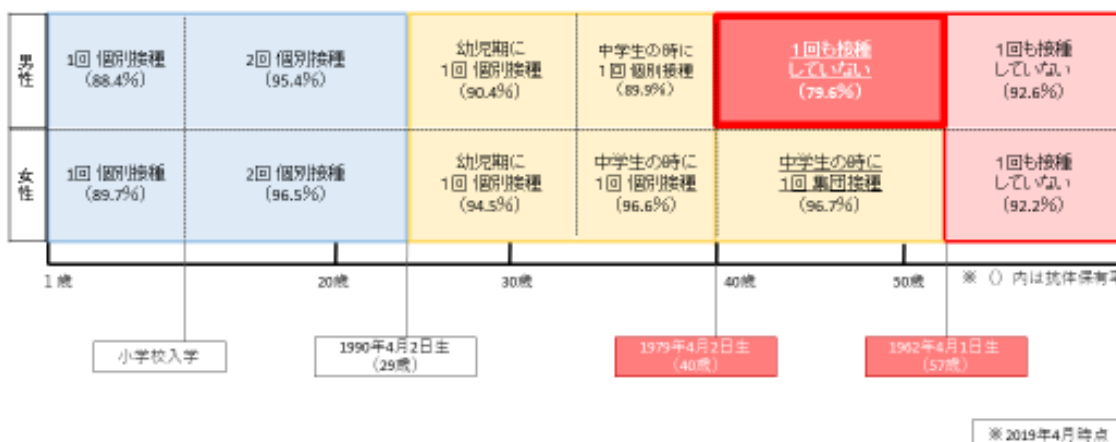 男性
1回 個別接種
(88.4%)
2回 個別接種
(95.4%)
幼児期に
1回 個別接種
(90.4%)
中学生の時に
1回 個別接種
(89.9%)
1回も接種
していない
(79.6%)
1回も接種
していない
(92.6%)
女性
1回 個別接種
(89.7%)
2回 個別接種
(96.5%)
幼児期に
1回 個別接種
(94.5%)
中学生の時に
1回 個別接種
(96.6%)
中学生の時に
1回 集団接種
(96.7%)
1回も接種
していない
(92.2%)
1歳
20歳
30歳
40歳
50歳
※ () 内は抗体保有
小学校入学
1990年4月2日生
(29歳)
1979年4月2日生
(40歳)
1962年4月1日生
(57歳)
※2019年4月時点